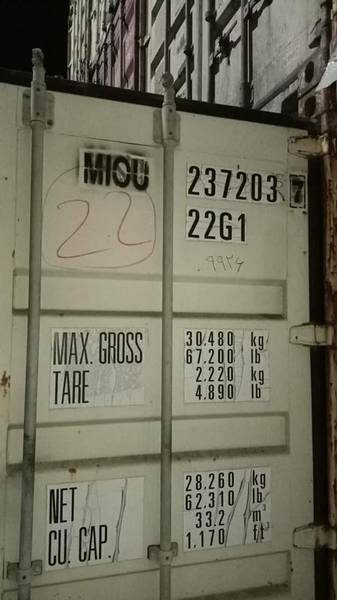 MIOU 237203 7
22 22G1
۰۹۹۲۶
MAX. GROSS 30.480 kg
67.200 lb
TARE 2.220 kg
4.890 lb
NET 28.260 kg
62.310 lb
CU. CAP. 33.2 m³
1.170 ft³